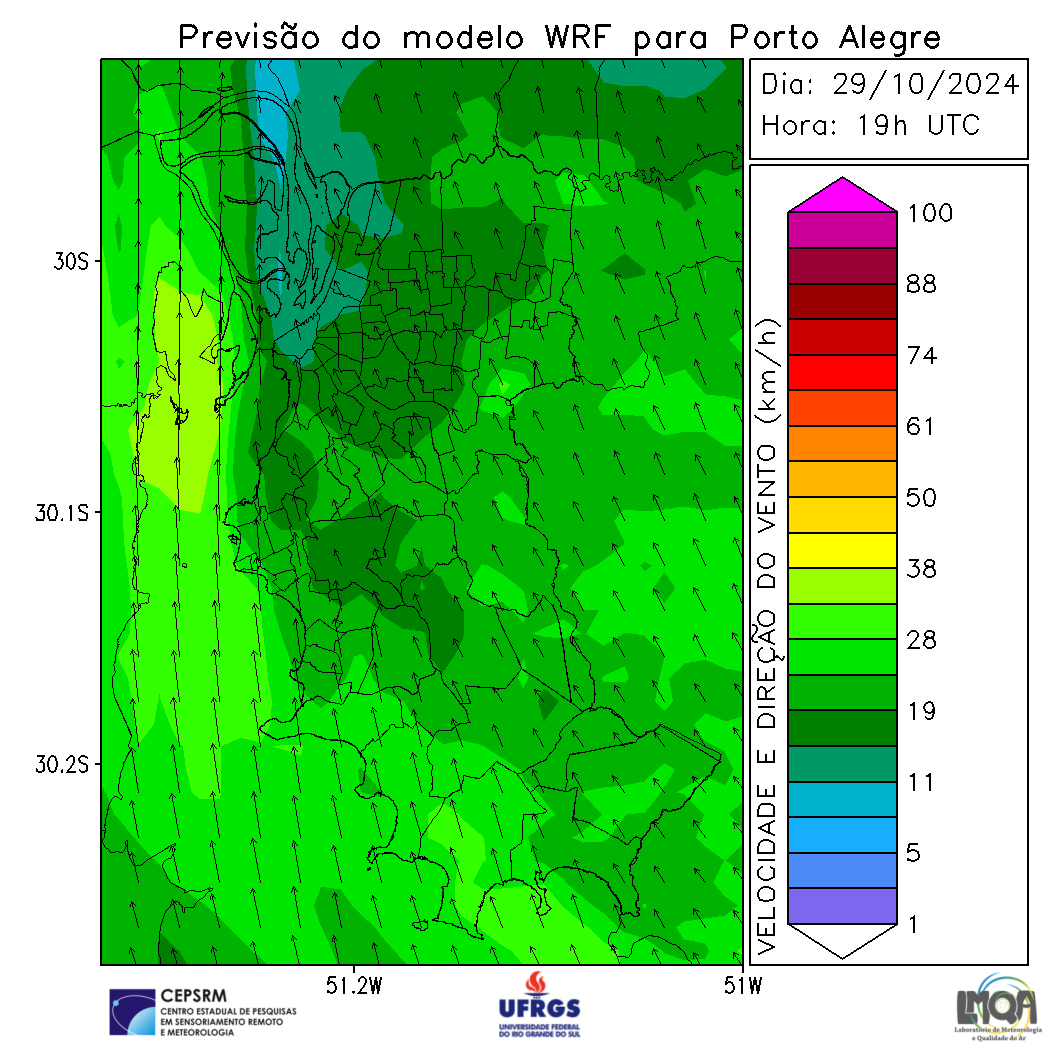 Previsão do modelo WRF para Porto Alegre
Dia: 29/10/2024
Hora: 19h UTC
30S
30.1S
30.2S
51.2W
51W
VELOCIDADE E DIREÇÃO DO VENTO (km/h)
100
88
74
61
50
38
28
19
11
5
1
CEPSRM
CENTRO ESTADUAL DE PESQUISAS
EM SENSORIAMENTO REMOTO
E METEOROLOGIA
UFRGS
UNIVERSIDADE FEDERAL
DO RIO GRANDE DO SUL
LMQA
Laboratório de Meteorologia
e Qualidade do Ar